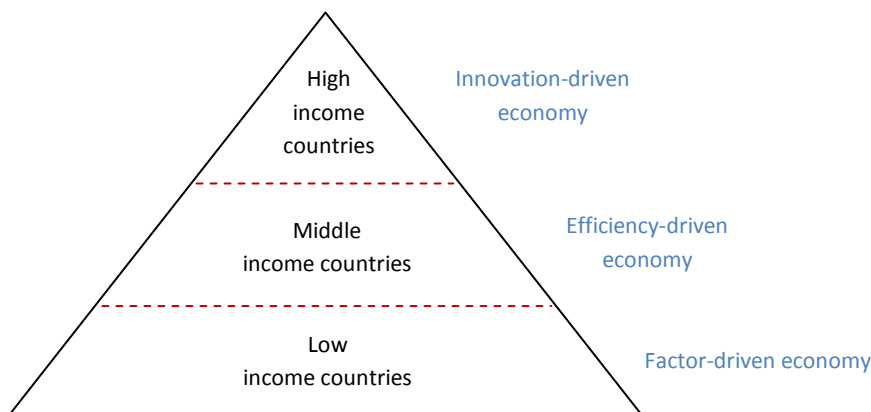 High
income
countries
Innovation-driven
economy
Middle
income countries
Efficiency-driven
economy
Low
income countries
Factor-driven economy